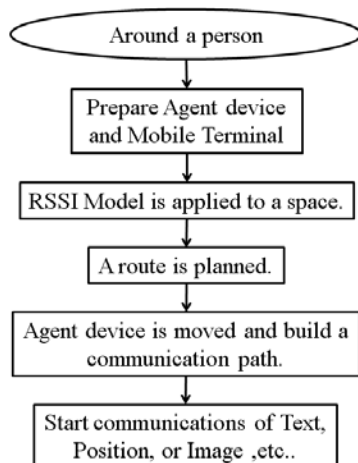 Around a person
Prepare Agent device
and Mobile Terminal
RSSI Model is applied to a space.
A route is planned.
Agent device is moved and build a
communication path.
Start communications of Text,
Position, or Image ,etc..